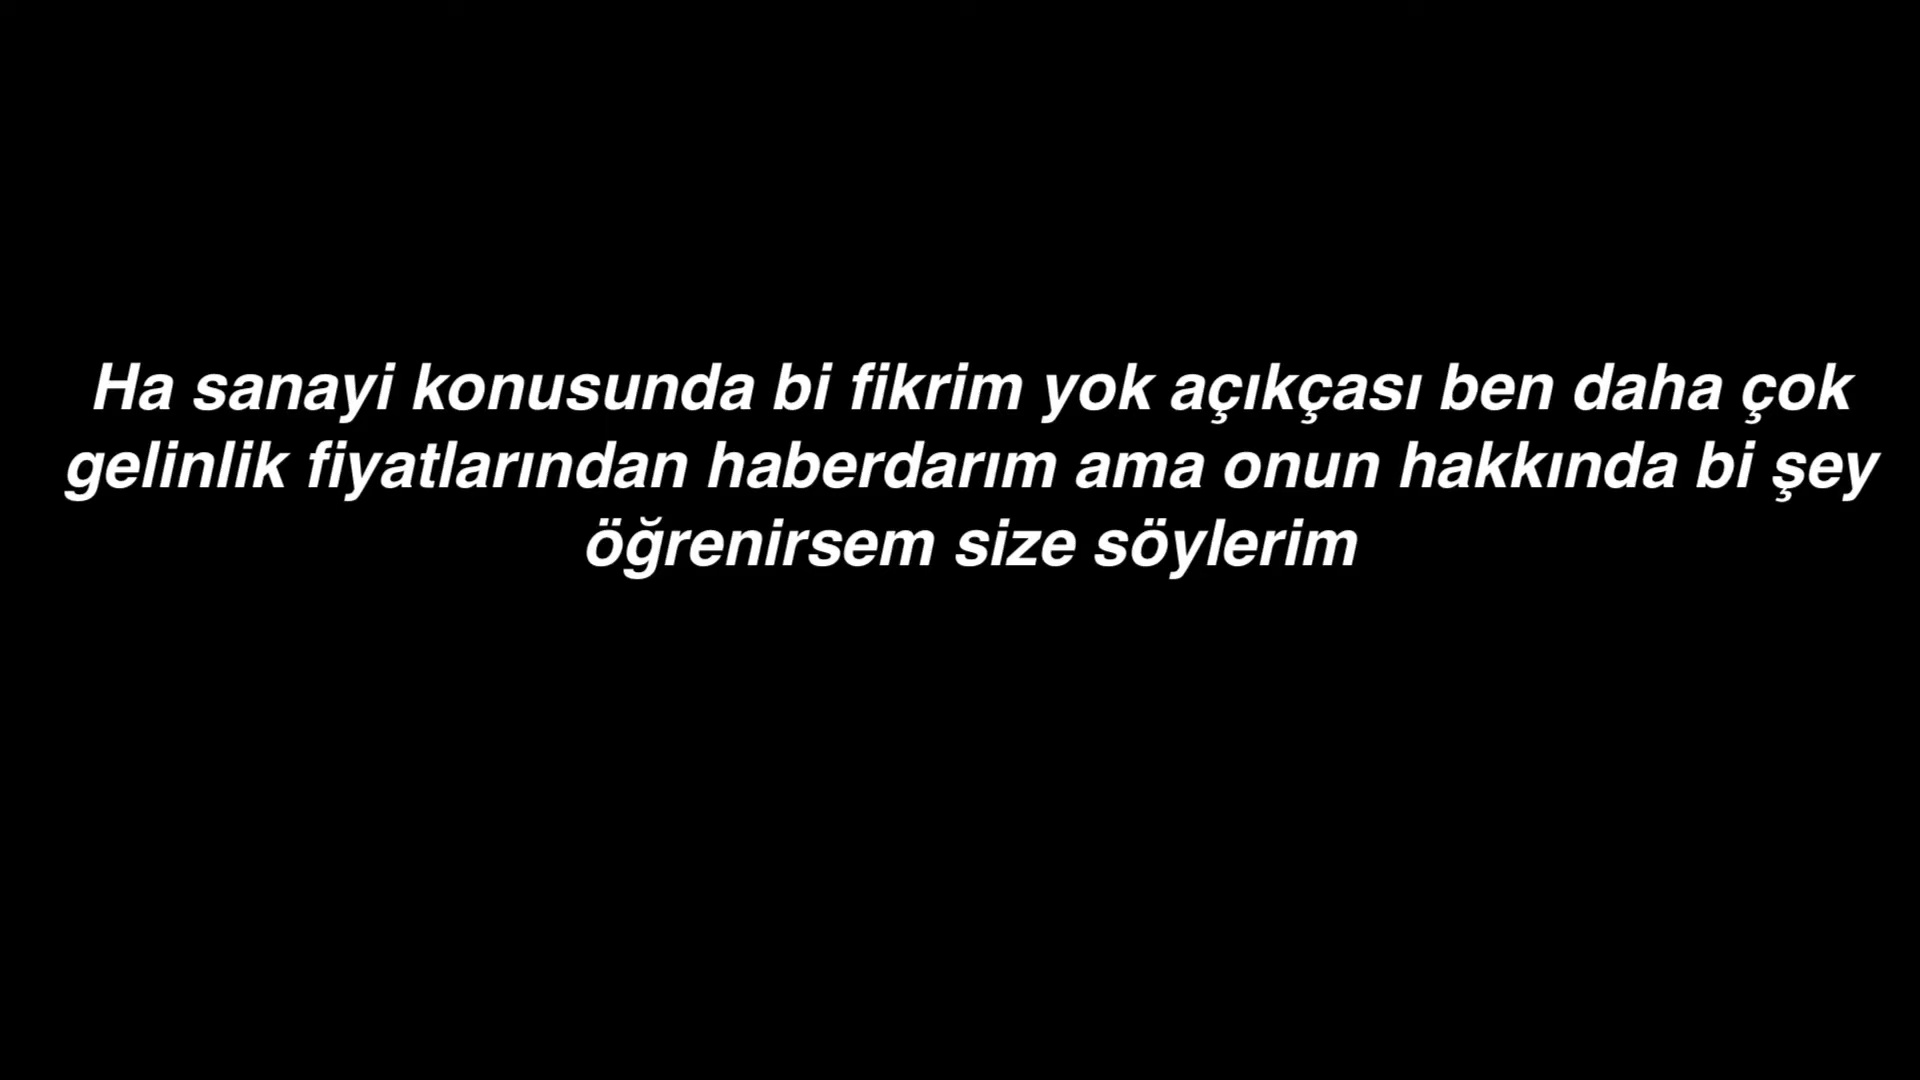 Ha sanayi konusunda bi fikrim yok açıkçası ben daha çok
gelinlik fiyatlarından haberdarım ama onun hakkında bi şey
öğrenirsem size söylerim